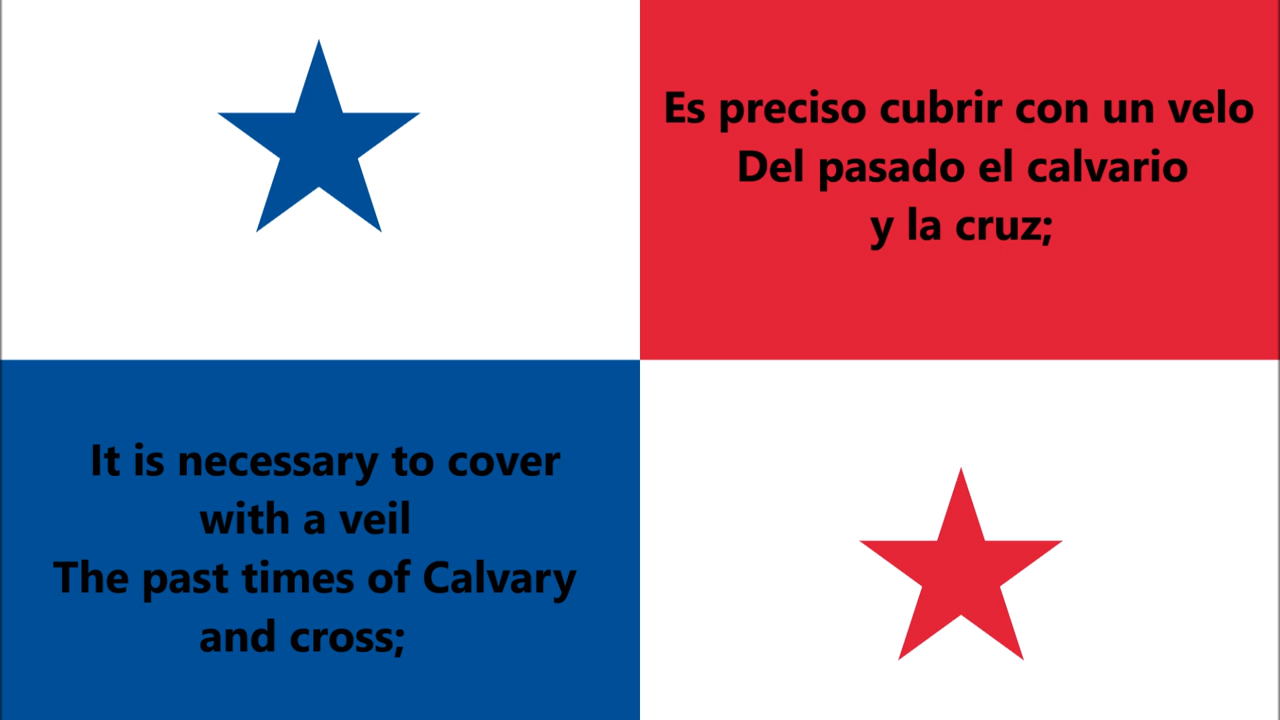 Es preciso cubrir con un velo
Del pasado el calvario
y la cruz;
It is necessary to cover
with a veil
The past times of Calvary
and cross;